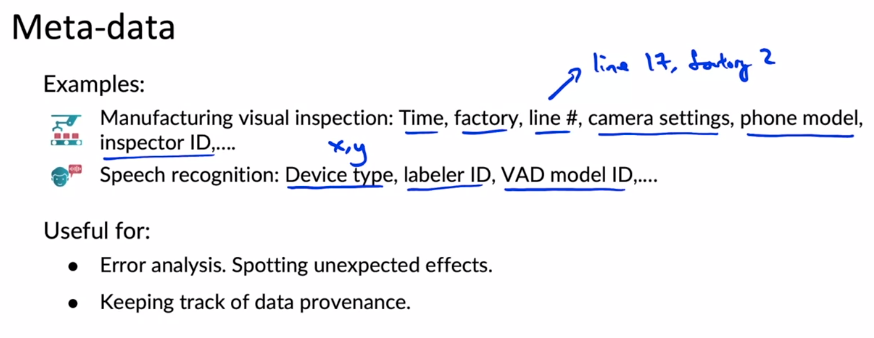 Meta-data
line 17, factory 2
Examples:
Manufacturing visual inspection: Time, factory, line #, camera settings, phone model,
inspector ID,....
x,y
Speech recognition: Device type, labeler ID, VAD model ID,....
Useful for:
● Error analysis. Spotting unexpected effects.
● Keeping track of data provenance.